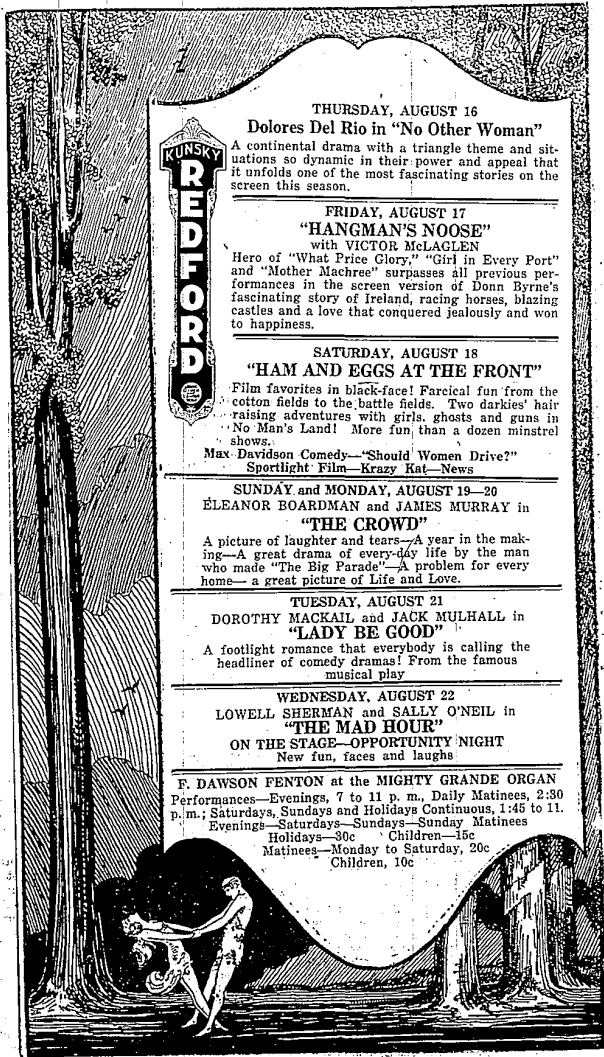 THURSDAY, AUGUST 16
Dolores Del Rio in "No Other Woman"
A continental drama with a triangle theme and sit-
uations so dynamic in their power and appeal that
it unfolds one of the most fascinating stories on the
screen this season.
KUNSKY
REDFORD
FRIDAY, AUGUST 17
"HANGMAN'S NOOSE"
with VICTOR McLAGLEN
Hero of "What Price Glory," "Girl in Every Port"
and "Mother Machree" surpasses all previous per-
formances in the screen version of Donn Byrne's
fascinating story of Ireland, racing horses, blazing
castles and a love that conquered jealously and won
to happiness.
SATURDAY, AUGUST 18
"HAM AND EGGS AT THE FRONT"
Film favorites in black-face! Farcical fun from the
cotton fields to the battle fields. Two darkies' hair
raising adventures with girls, ghosts and guns in
No Man's Land! More fun than a dozen minstrel
shows.
Max Davidson Comedy—"Should Women Drive?"
Sportlight Film—Krazy Kat—News
SUNDAY and MONDAY, AUGUST 19—20
ELEANOR BOARDMAN and JAMES MURRAY in
"THE CROWD"
A picture of laughter and tears—A year in the mak-
ing—A great drama of every-day life by the man
who made "The Big Parade"—A problem for every
home— a great picture of Life and Love.
TUESDAY, AUGUST 21
DOROTHY MACKAIL and JACK MULHALL in
"LADY BE GOOD"
A footlight romance that everybody is calling the
headliner of comedy dramas! From the famous
musical play
WEDNESDAY, AUGUST 22
LOWELL SHERMAN and SALLY O'NEIL in
"THE MAD HOUR"
ON THE STAGE—OPPORTUNITY NIGHT
New fun, faces and laughs
F. DAWSON FENTON at the MIGHTY GRANDE ORGAN
Performances—Evenings, 7 to 11 p. m., Daily Matinees, 2:30
p. m.; Saturdays, Sundays and Holidays Continuous, 1:45 to 11.
Evenings—Saturdays—Sundays—Sunday Matinees
Holidays—30c Children—15c
Matinees—Monday to Saturday, 20c
Children, 10c